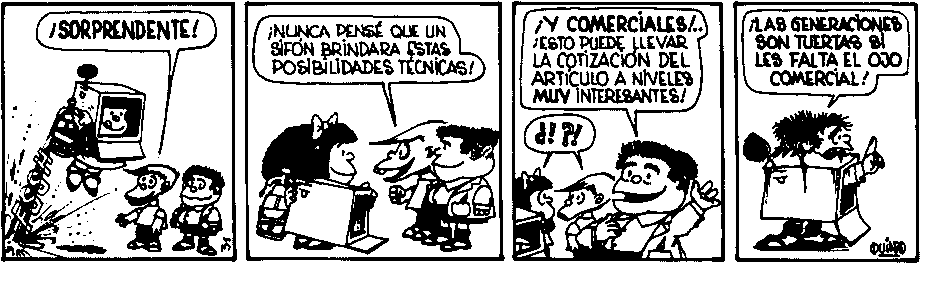 ¡SORPRENDENTE!
¡NUNCA PENSÉ QUE UN
SIFÓN BRINDARA ESTAS
POSIBILIDADES TÉCNICAS!
¡Y COMERCIALES!..
¡ESTO PUEDE LLEVAR
LA COTIZACIÓN DEL
ARTÍCULO A NIVELES
MUY INTERESANTES!
¿! ?!
¡LAS GENERACIONES
SON TUERTAS SI
LES FALTA EL OJO
COMERCIAL!
QUINO